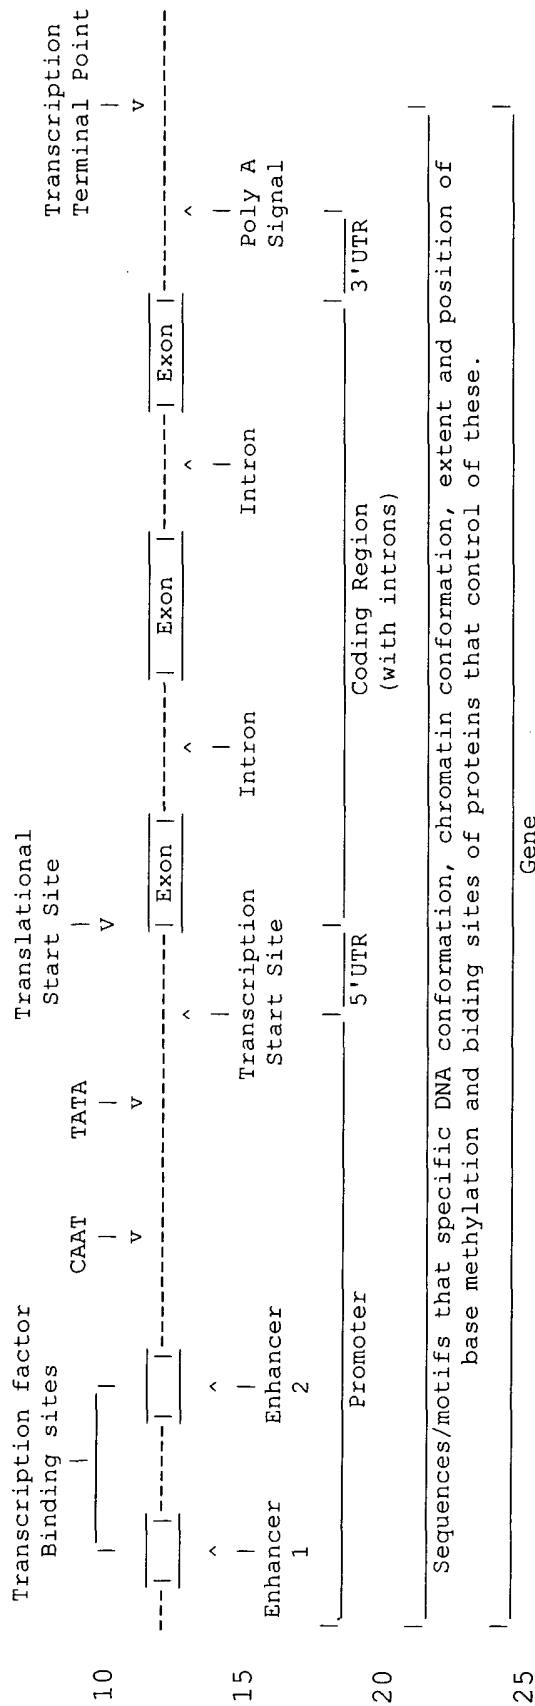 Transcription factor
Binding sites
CAAT
TATA
Translational
Start Site
Transcription
Terminal Point
10
Exon
Exon
Exon
15
Enhancer
1
Enhancer
2
Transcription
Start Site
Intron
Intron
Poly A
Signal
Promoter
5'UTR
Coding Region
(with introns)
3'UTR
20
Sequences/motifs that specific DNA conformation, chromatin conformation, extent and position of
base methylation and biding sites of proteins that control of these.
25
Gene